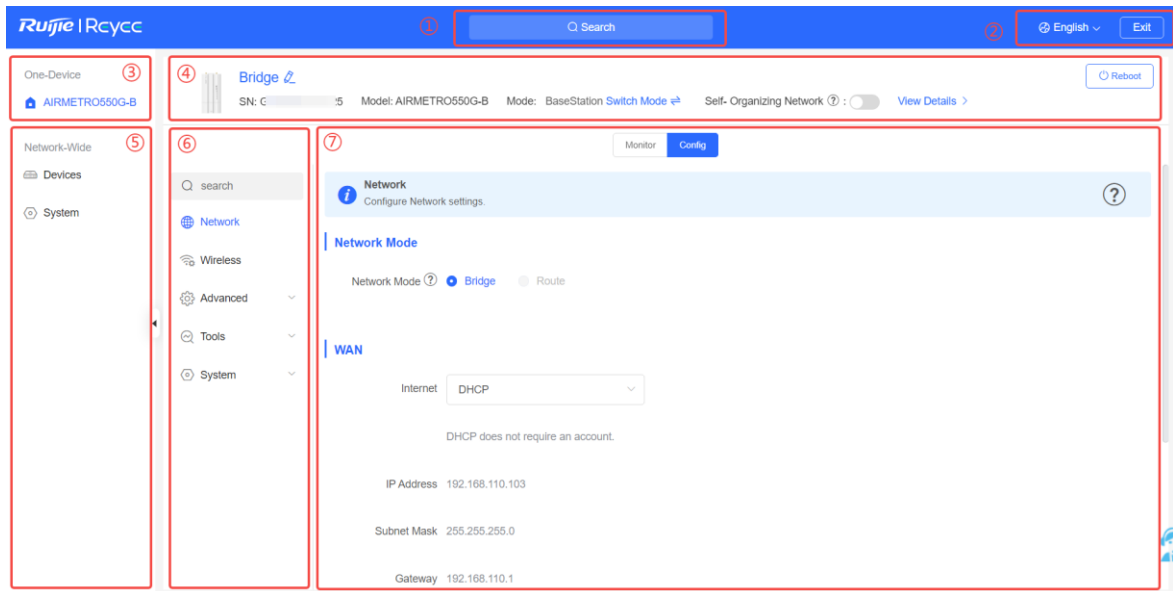 Ruijie | Reyee
①
Search
②
English
Exit
One-Device
③
AIRMETRO550G-B
④
Bridge
Reboot
SN: G 25 Model: AIRMETRO550G-B Mode: BaseStation Switch Mode Self- Organizing Network ? : View Details >
Network-Wide
⑤
Devices
System
⑥
search
Network
Wireless
Advanced
Tools
System
⑦
Monitor Config
Network
Configure Network settings.
Network Mode
Network Mode ? Bridge Route
WAN
Internet DHCP
DHCP does not require an account.
IP Address 192.168.110.103
Subnet Mask 255.255.255.0
Gateway 192.168.110.1